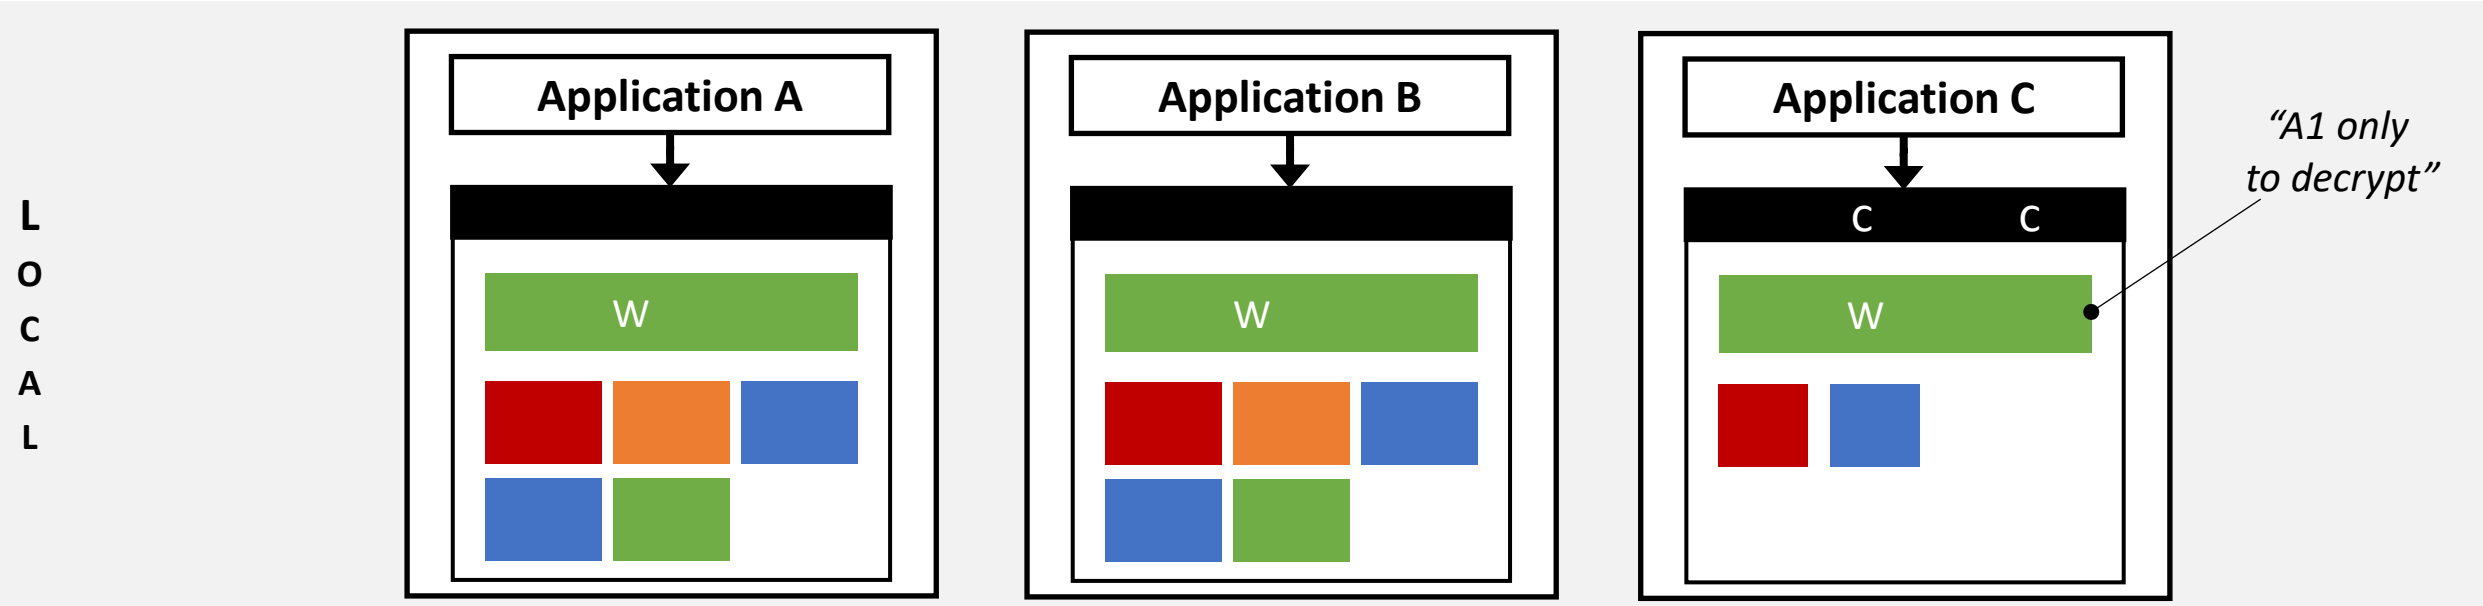 L
O
C
A
L
Application A
W
Application B
W
Application C
C C
W
“A1 only
to decrypt”